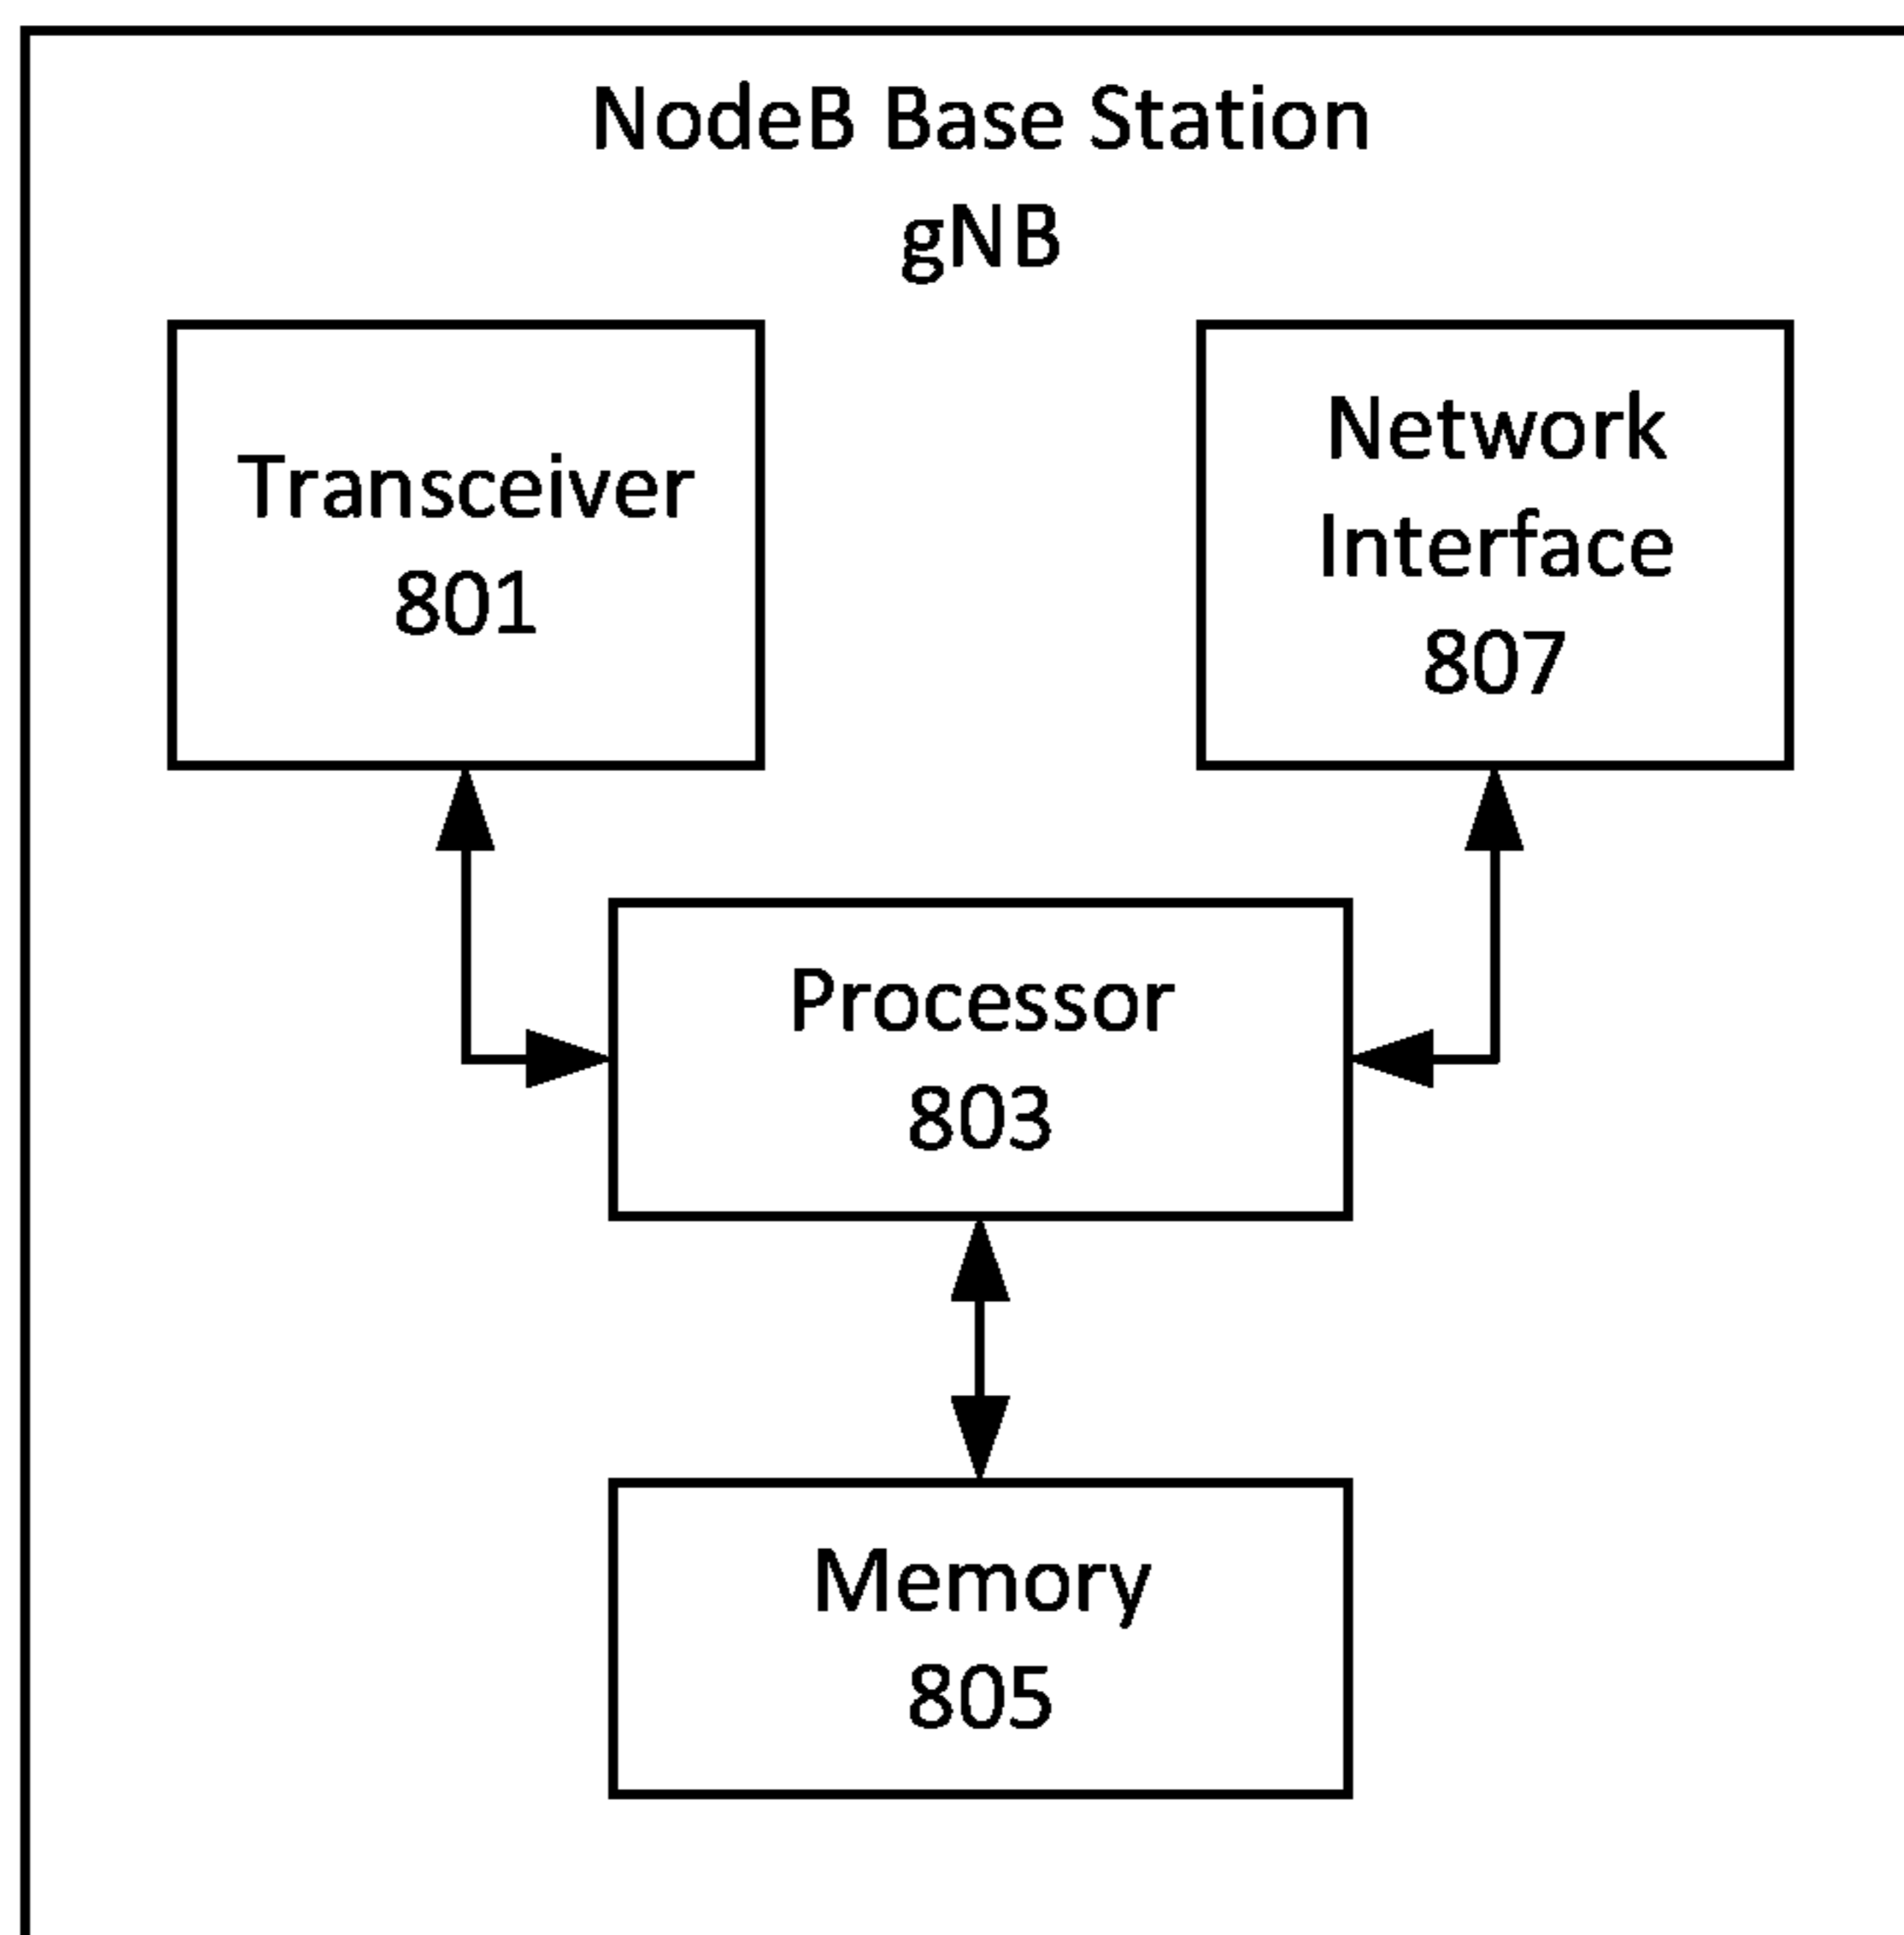 NodeB Base Station
gNB
Transceiver
801
Network
Interface
807
Processor
803
Memory
805